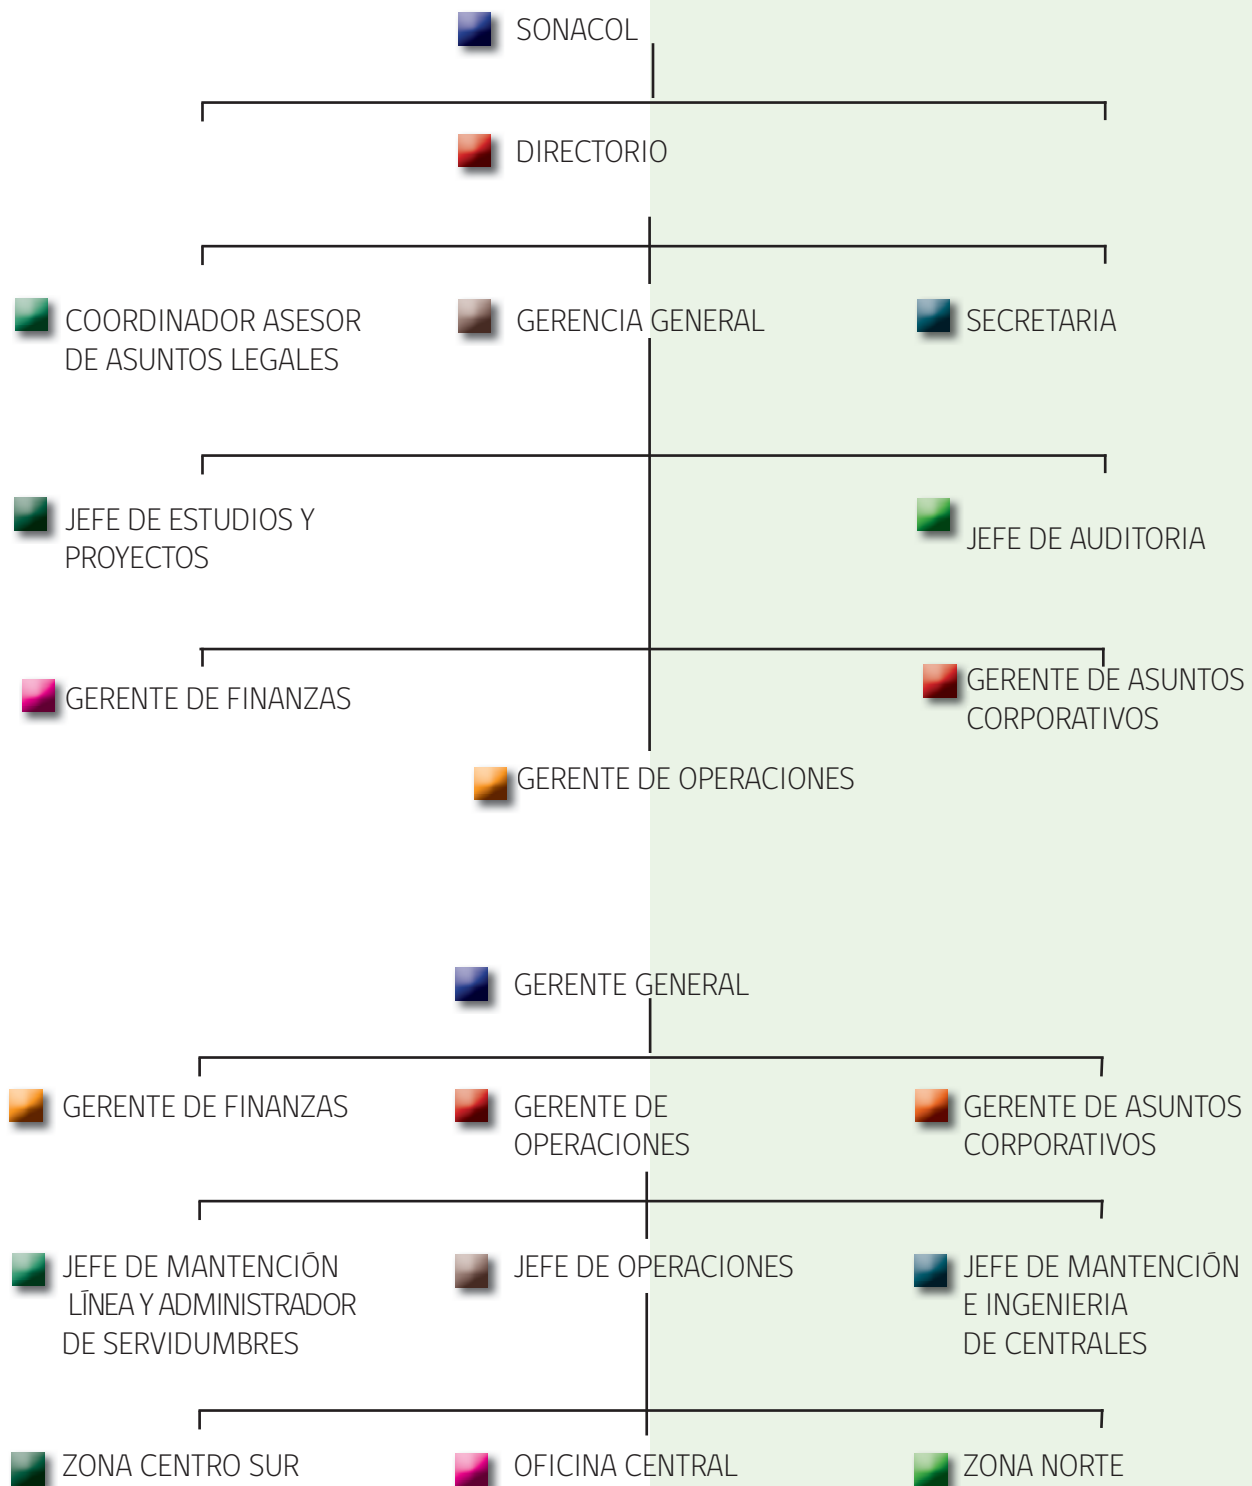 SONACOL
DIRECTORIO
COORDINADOR ASESOR
DE ASUNTOS LEGALES
GERENCIA GENERAL
SECRETARIA
JEFE DE ESTUDIOS Y
PROYECTOS
JEFE DE AUDITORIA
GERENTE DE FINANZAS
GERENTE DE ASUNTOS
CORPORATIVOS
GERENTE DE OPERACIONES
GERENTE GENERAL
GERENTE DE FINANZAS
GERENTE DE
OPERACIONES
GERENTE DE ASUNTOS
CORPORATIVOS
JEFE DE MANTENCIÓN
LÍNEA Y ADMINISTRADOR
DE SERVIDUMBRES
JEFE DE OPERACIONES
JEFE DE MANTENCIÓN
E INGENIERIA
DE CENTRALES
ZONA CENTRO SUR
OFICINA CENTRAL
ZONA NORTE